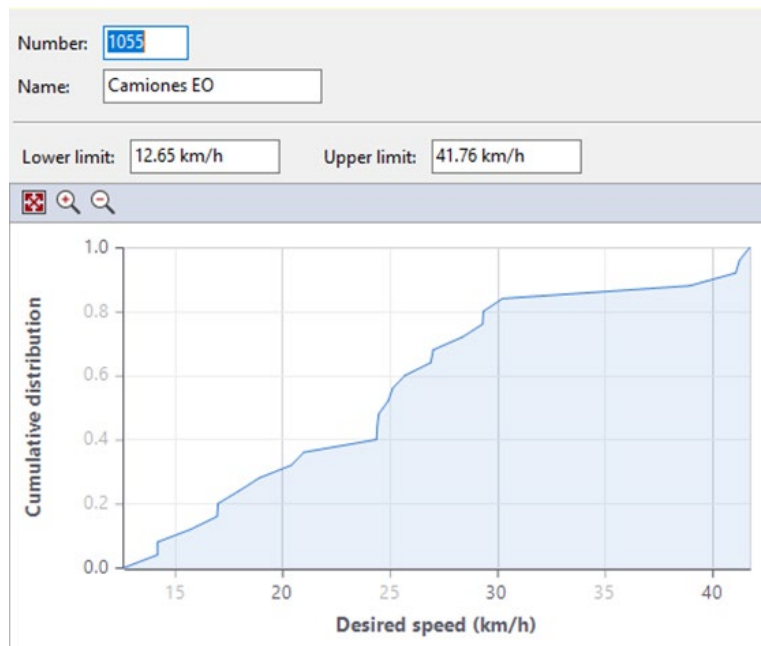 Number: 1055
Name: Camiones EO
Lower limit: 12.65 km/h Upper limit: 41.76 km/h
Cumulative distribution
1.0
0.8
0.6
0.4
0.2
0.0
15 20 25 30 35 40
Desired speed (km/h)